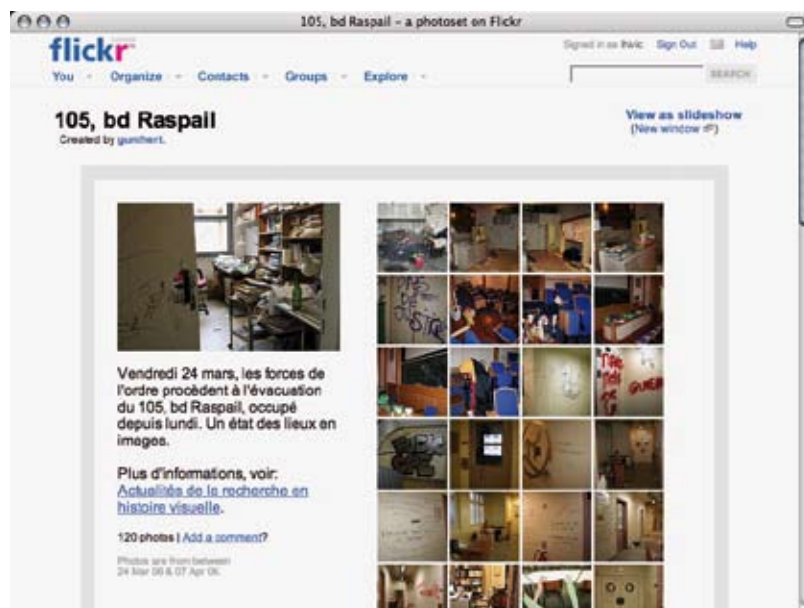 105, bd Raspail – a photoset on Flickr
flickr
Signed in as Sign Out Help
You Organize Contacts Groups Explore
SEARCH
105, bd Raspail
Created by gunthert.
View as slideshow
(New window)
Vendredi 24 mars, les forces de
l'ordre procèdent à l'évacuation
du 105, bd Raspail, occupé
depuis lundi. Un état des lieux en
images.
Plus d'informations, voir:
Actualités de la recherche en
histoire visuelle.
120 photos | Add a comment?
Photos are from between
24 Mar 06 & 07 Apr 06.